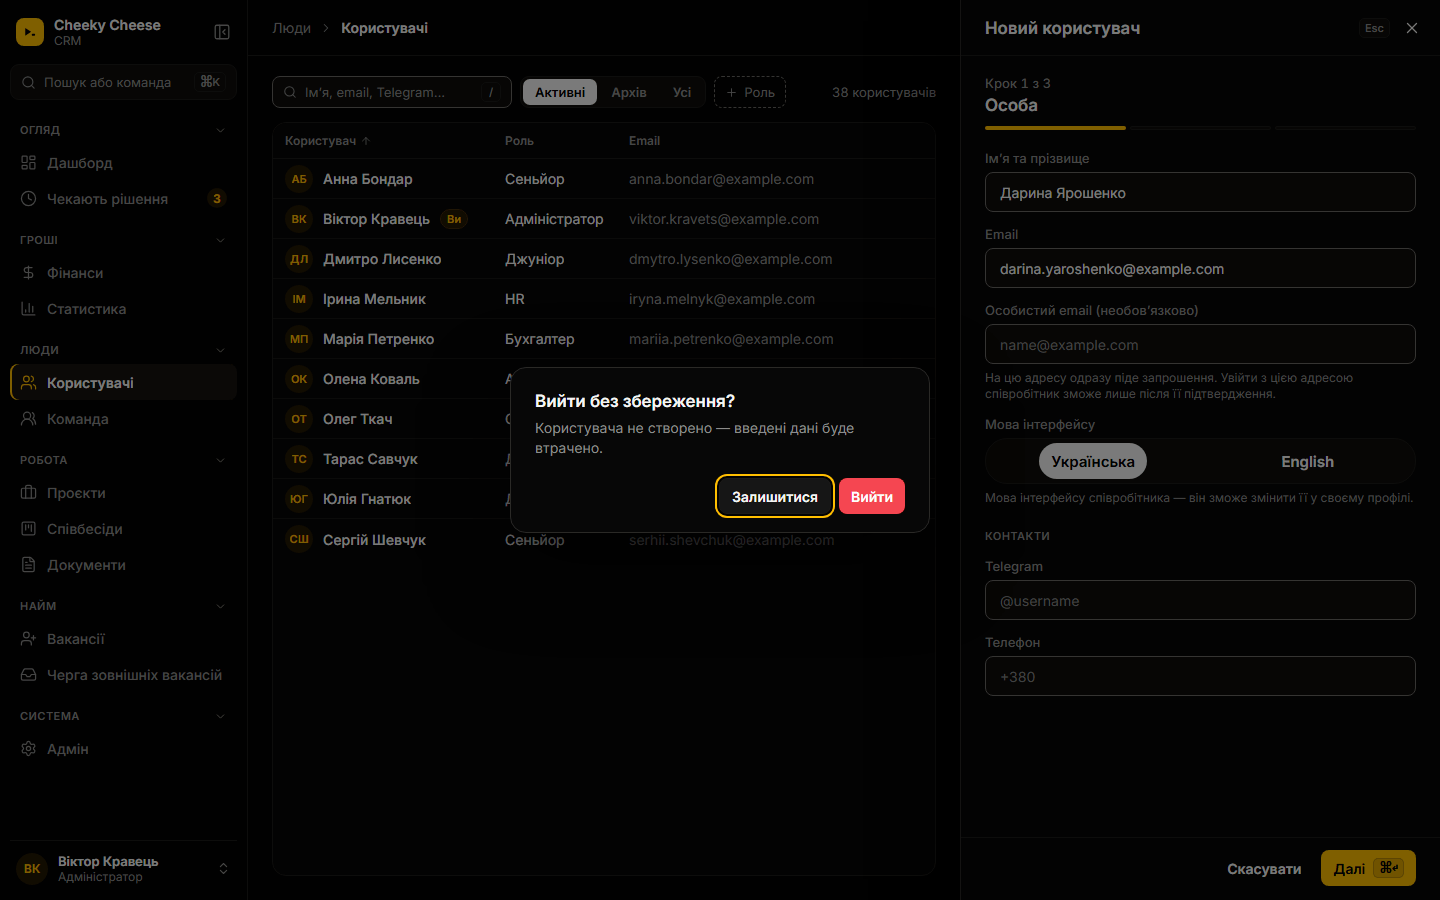 Cheeky Cheese
CRM
Пошук або команда ⌘K
ОГЛЯД
Дашборд
Чекають рішення 3
ГРОШІ
Фінанси
Статистика
ЛЮДИ
Користувачі
Команда
РОБОТА
Проєкти
Співбесіди
Документи
НАЙМ
Вакансії
Черга зовнішніх вакансій
СИСТЕМА
Адмін
ВК Віктор Кравець
Адміністратор
Люди > Користувачі
Ім’я, email, Telegram... / Активні Архів Усі + Роль 38 користувачів
Користувач ↑ Роль Email
АБ Анна Бондар Сеньйор anna.bondar@example.com
ВК Віктор Кравець Ви Адміністратор viktor.kravets@example.com
ДЛ Дмитро Лисенко Джуніор dmytro.lysenko@example.com
ІМ Ірина Мельник HR iryna.melnyk@example.com
МП Марія Петренко Бухгалтер mariia.petrenko@example.com
ОК Олена Коваль
ОТ Олег Ткач
ТС Тарас Савчук
ЮГ Юлія Гнатюк
СШ Сергій Шевчук Сеньйор serhii.shevchuk@example.com
Вийти без збереження?
Користувача не створено — введені дані буде
втрачено.
Залишитися Вийти
Новий користувач Esc
Крок 1 з 3
Особа
Ім’я та прізвище
Дарина Ярошенко
Email
darina.yaroshenko@example.com
Особистий email (необов’язково)
name@example.com
На цю адресу одразу піде запрошення. Увійти з цією адресою
співробітник зможе лише після її підтвердження.
Мова інтерфейсу
Українська English
Мова інтерфейсу співробітника — він зможе змінити її у своєму профілі.
КОНТАКТИ
Telegram
@username
Телефон
+380
Скасувати Далі ⌘↵